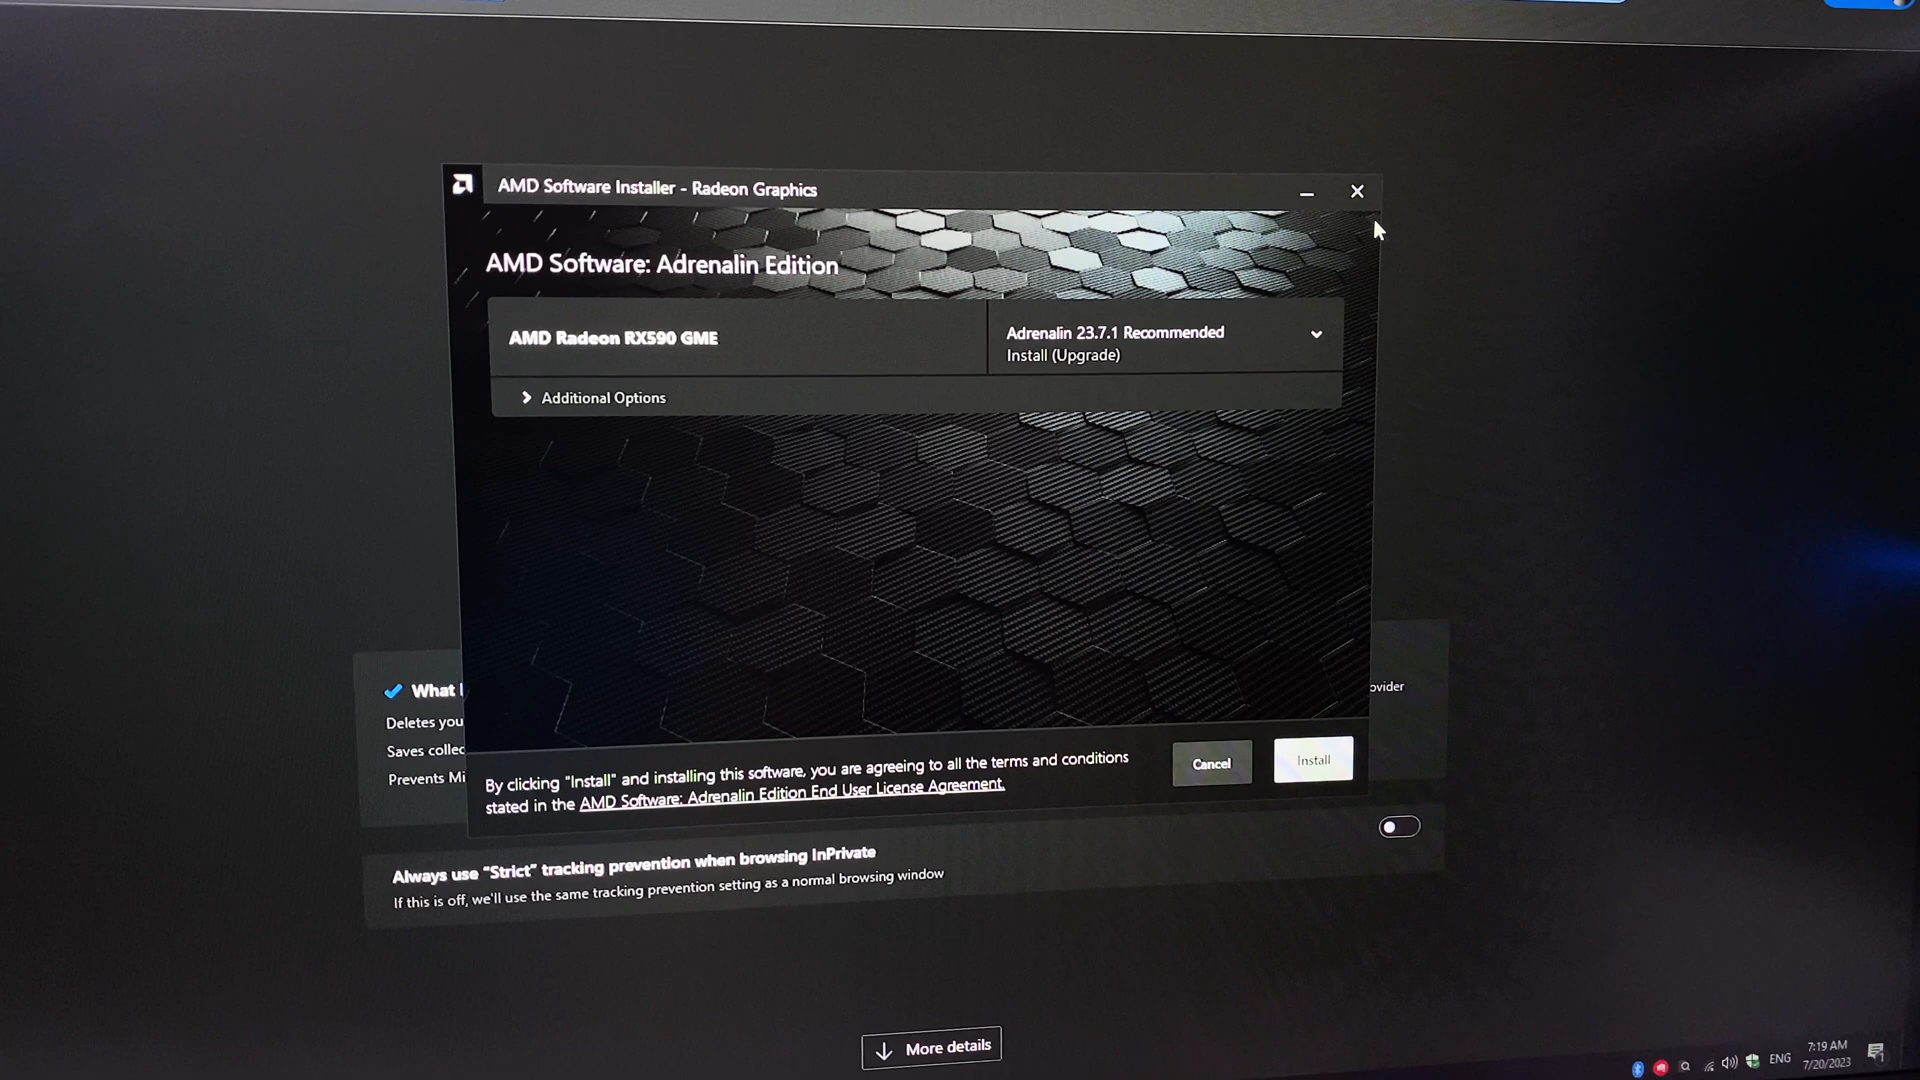 AMD Software Installer - Radeon Graphics
AMD Software: Adrenalin Edition
AMD Radeon RX590 GME
Adrenalin 23.7.1 Recommended
Install (Upgrade)
Additional Options
What
ovider
Deletes you
Saves collec
Prevents Mi
By clicking "Install" and installing this software, you are agreeing to all the terms and conditions
stated in the AMD Software: Adrenalin Edition End User License Agreement.
Cancel
Install
Always use "Strict" tracking prevention when browsing InPrivate
If this is off, we'll use the same tracking prevention setting as a normal browsing window
More details
ENG
7:19 AM
7/20/2023